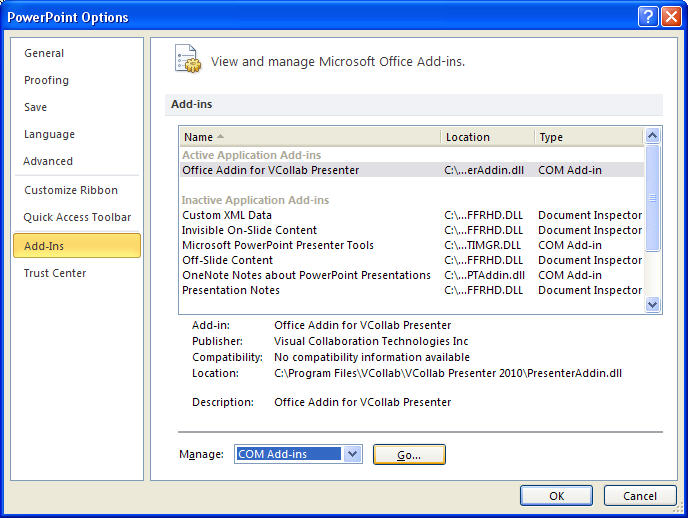 PowerPoint Options
General
Proofing
Save
Language
Advanced
Customize Ribbon
Quick Access Toolbar
Add-Ins
Trust Center
View and manage Microsoft Office Add-ins.
Add-ins
Name Location Type
Active Application Add-ins
Office Addin for VCollab Presenter C:\...erAddin.dll COM Add-in
Inactive Application Add-ins
Custom XML Data C:\...FFRHD.DLL Document Inspector
Invisible On-Slide Content C:\...FFRHD.DLL Document Inspector
Microsoft PowerPoint Presenter Tools C:\...TIMGR.DLL COM Add-in
Off-Slide Content C:\...FFRHD.DLL Document Inspector
OneNote Notes about PowerPoint Presentations C:\...PTAddin.dll COM Add-in
Presentation Notes C:\...FFRHD.DLL Document Inspector
Add-in: Office Addin for VCollab Presenter
Publisher: Visual Collaboration Technologies Inc
Compatibility: No compatibility information available
Location: C:\Program Files\VCollab\VCollab Presenter 2010\PresenterAddin.dll
Description: Office Addin for VCollab Presenter
Manage: COM Add-ins Go...
OK Cancel